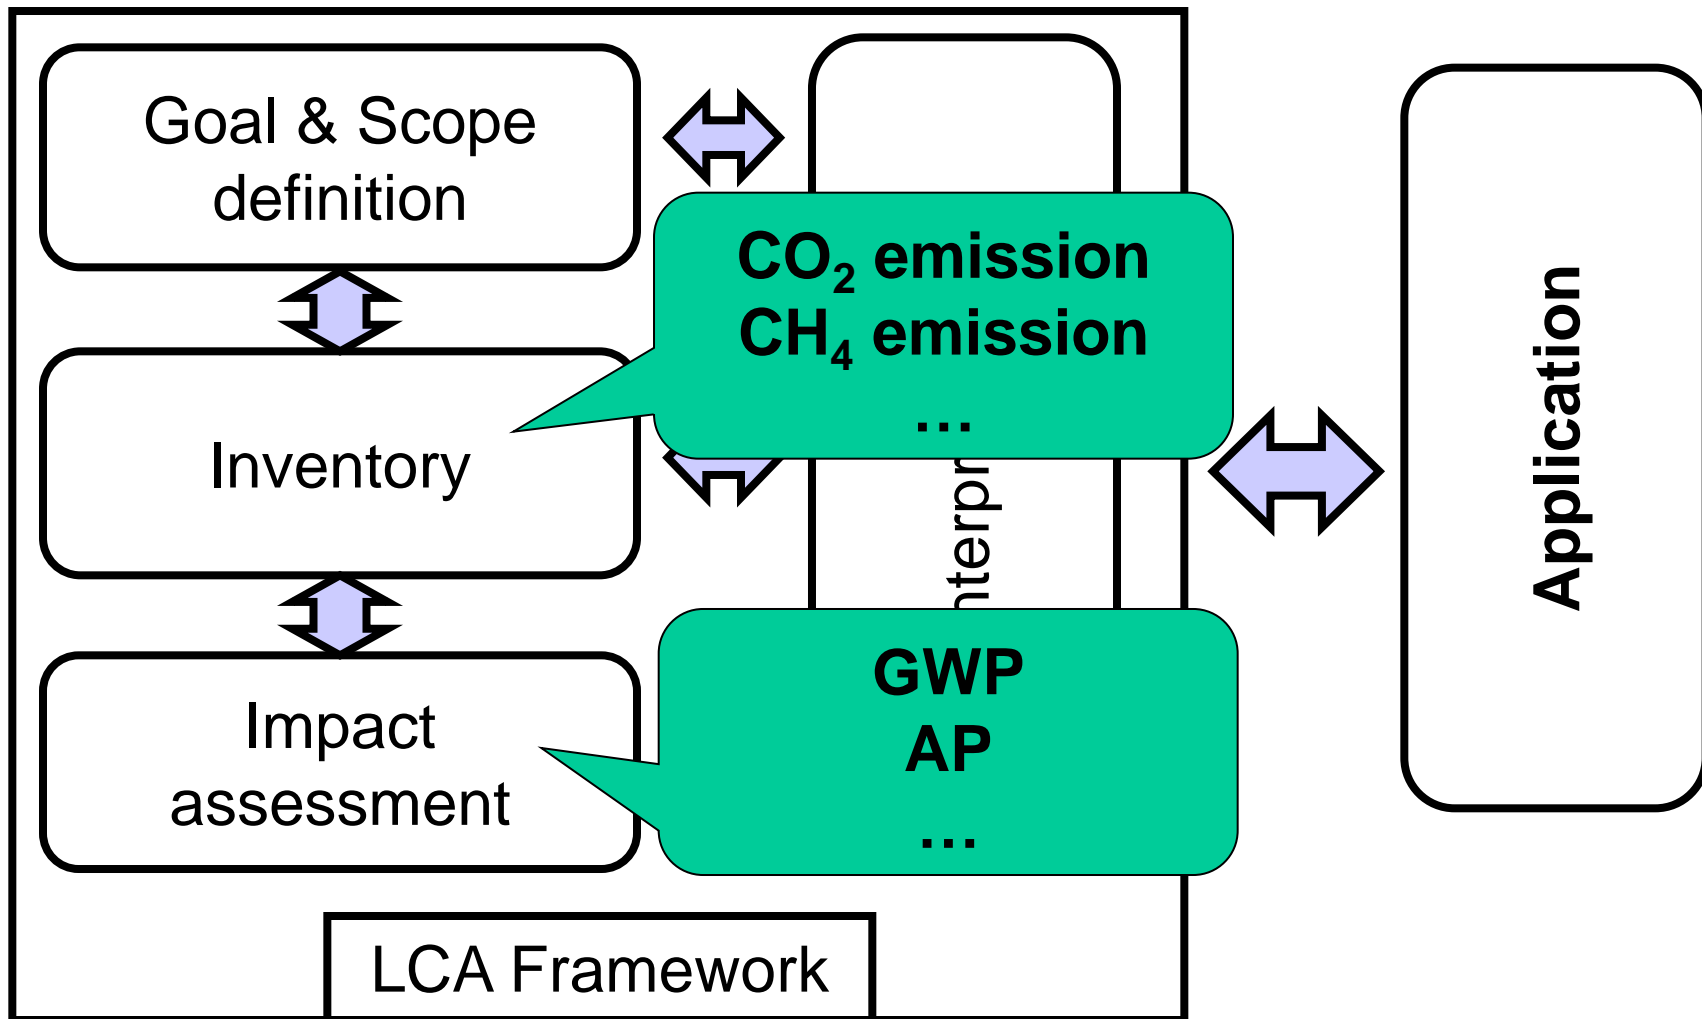 Goal & Scope
definition
CO₂ emission
CH₄ emission
...
Inventory
Impact
assessment
GWP
AP
...
Application
LCA Framework